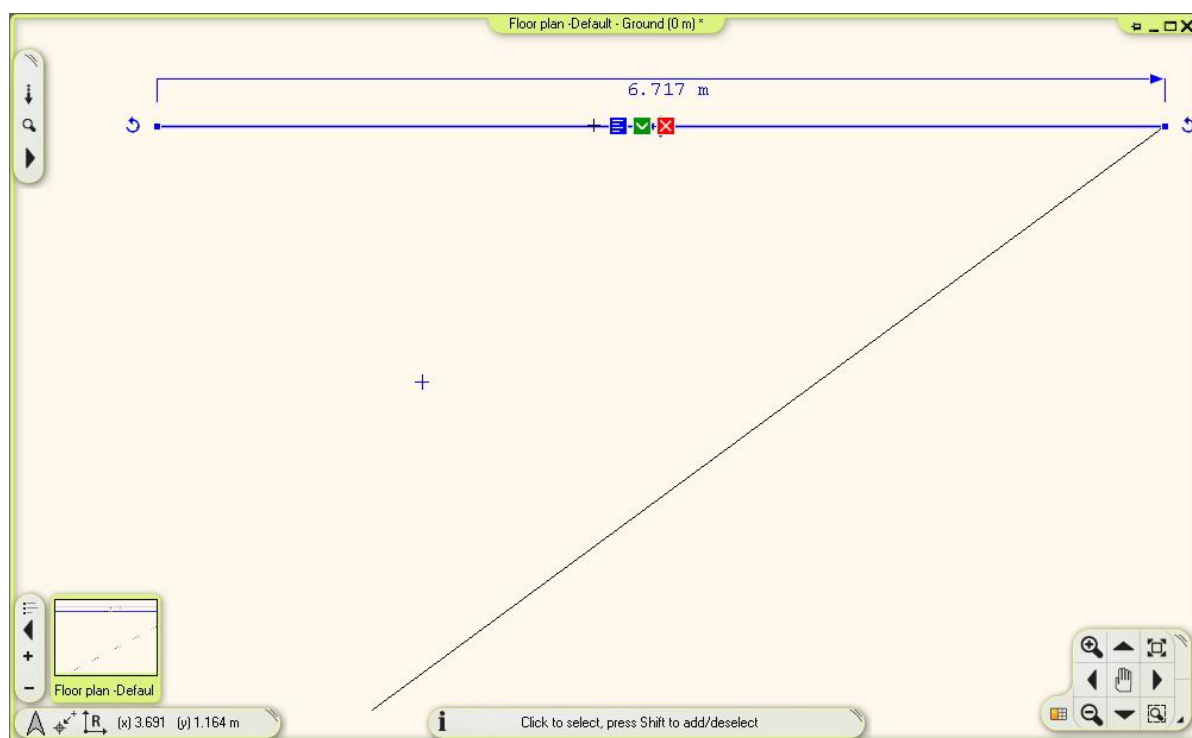 Floor plan -Default - Ground (0 m) *
6.717 m
Floor plan -Defaul
R (x) 3.691 (y) 1.164 m
i Click to select, press Shift to add/deselect